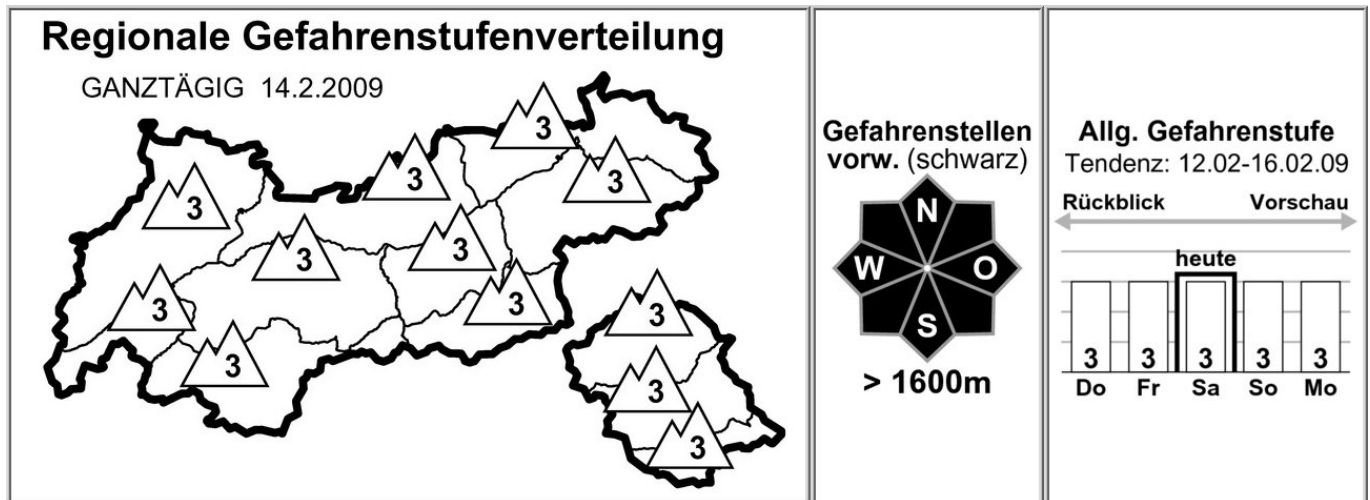 Regionale Gefahrenstufenverteilung
GANZTÄGIG 14.2.2009
3
3
3
3
3
3
3
3
3
3
3
3
3
Gefahrenstellen
vorw. (schwarz)
N
W O
S
> 1600m
Allg. Gefahrenstufe
Tendenz: 12.02-16.02.09
Rückblick Vorschau
heute
3 3 3 3 3
Do Fr Sa So Mo